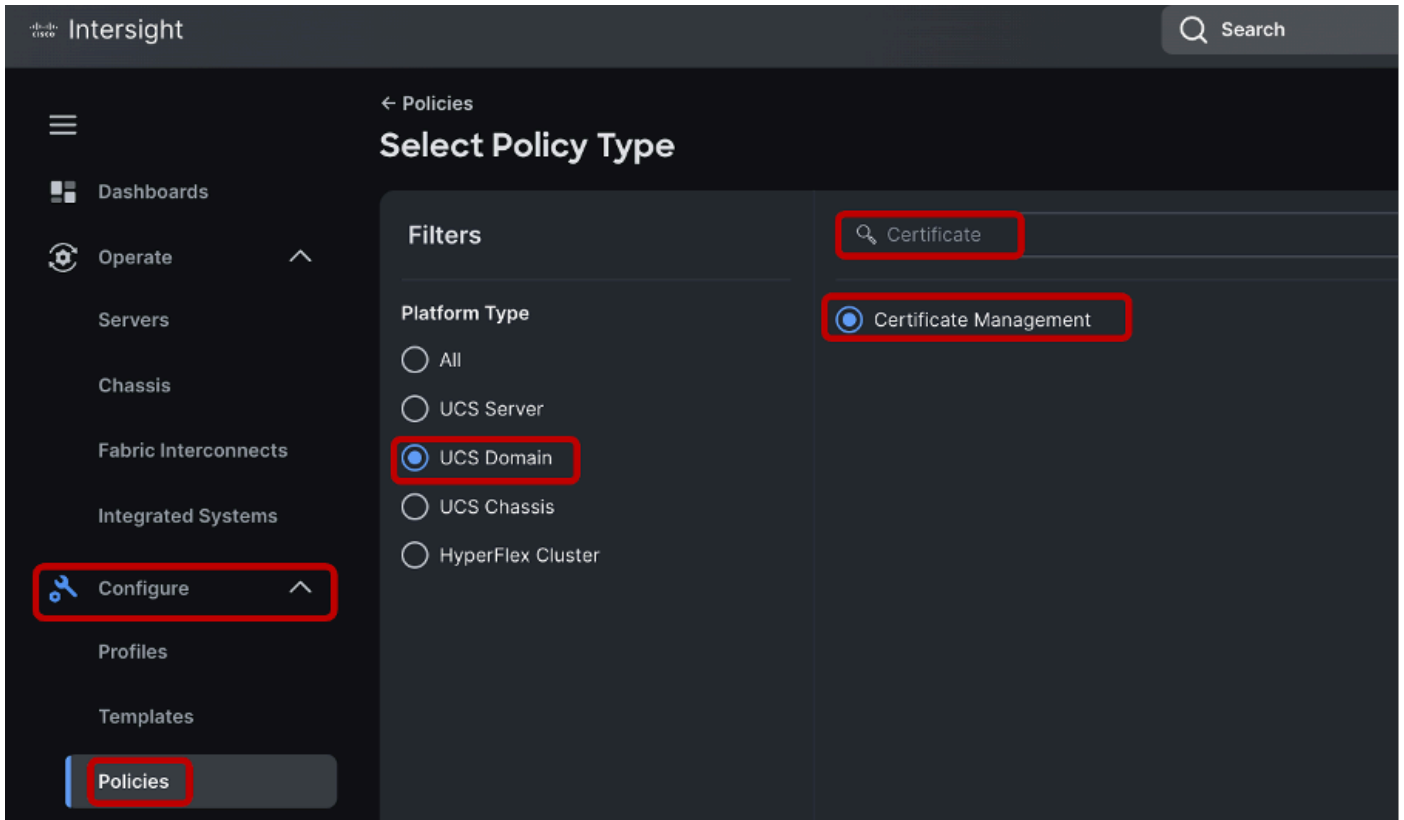 cisco Intersight
Search
← Policies
Select Policy Type
Dashboards
Operate
Servers
Chassis
Fabric Interconnects
Integrated Systems
Configure
Profiles
Templates
Policies
Filters
Platform Type
All
UCS Server
UCS Domain
UCS Chassis
HyperFlex Cluster
Certificate
Certificate Management